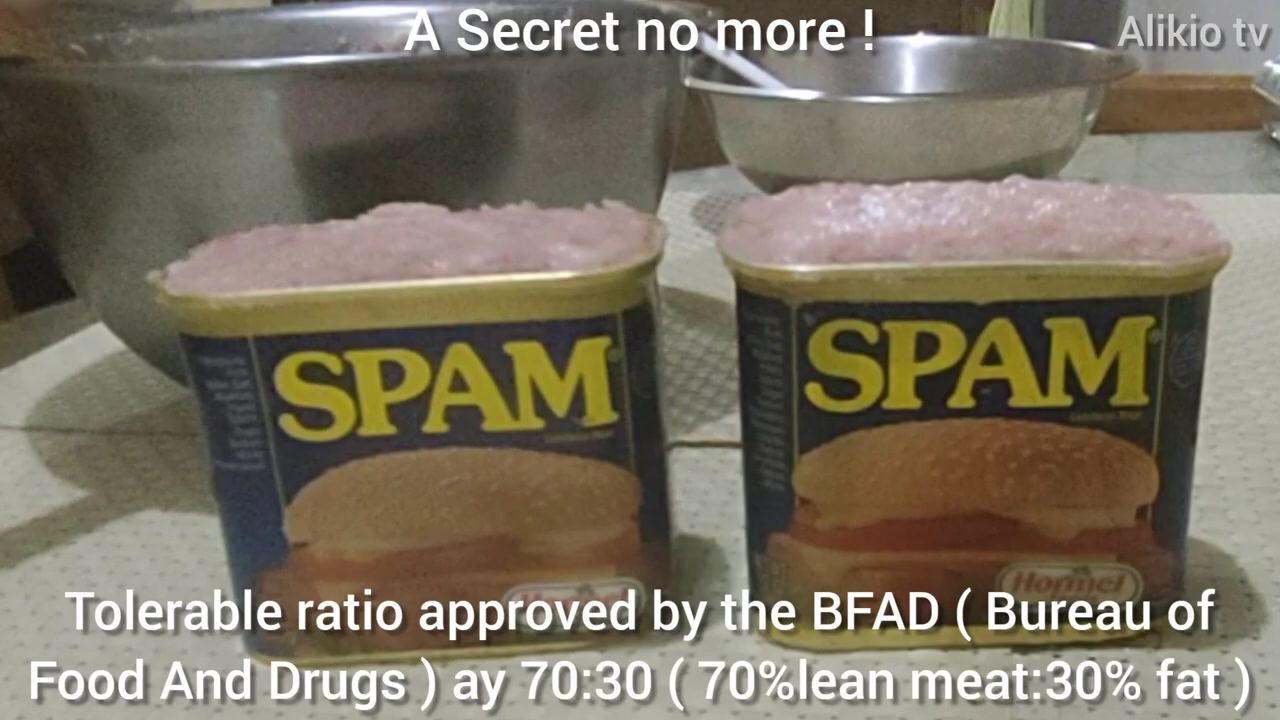 A Secret no more !
Alikio tv
SPAM
SPAM
Hormel
Tolerable ratio approved by the BFAD ( Bureau of
Food And Drugs ) ay 70:30 ( 70%lean meat:30% fat )